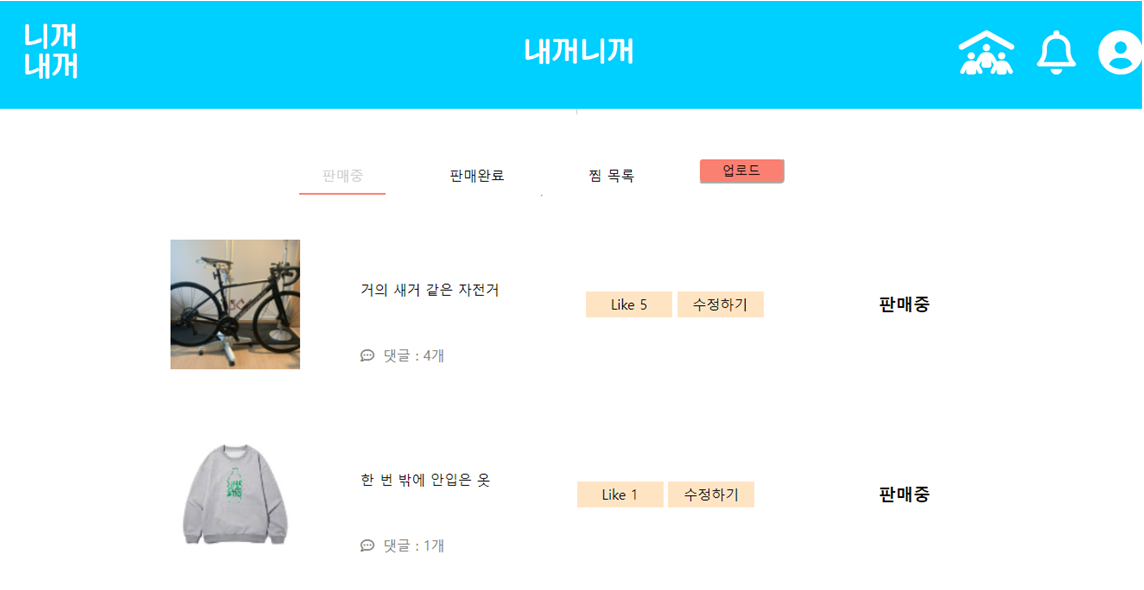 니꺼
내꺼
내꺼니꺼
판매중
판매완료
찜 목록
업로드
거의 새거 같은 자전거
Like 5
수정하기
판매중
댓글 : 4개
한 번 밖에 안입은 옷
Like 1
수정하기
판매중
댓글 : 1개